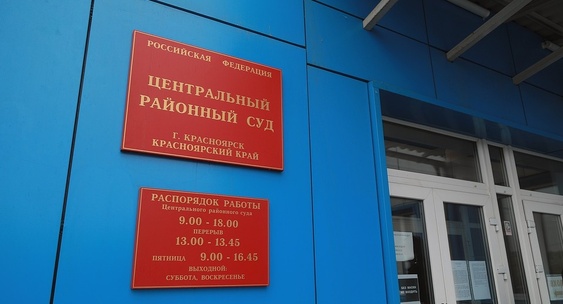 РОССИЙСКАЯ ФЕДЕРАЦИЯ
ЦЕНТРАЛЬНЫЙ
РАЙОННЫЙ СУД
Г. КРАСНОЯРСК
КРАСНОЯРСКИЙ КРАЙ
РАСПОРЯДОК РАБОТЫ
Центрального районного суда
9.00 - 18.00
ПЕРЕРЫВ
13.00 - 13.45
ПЯТНИЦА 9.00 - 16.45
ВЫХОДНОЙ:
СУББОТА, ВОСКРЕСЕНЬЕ